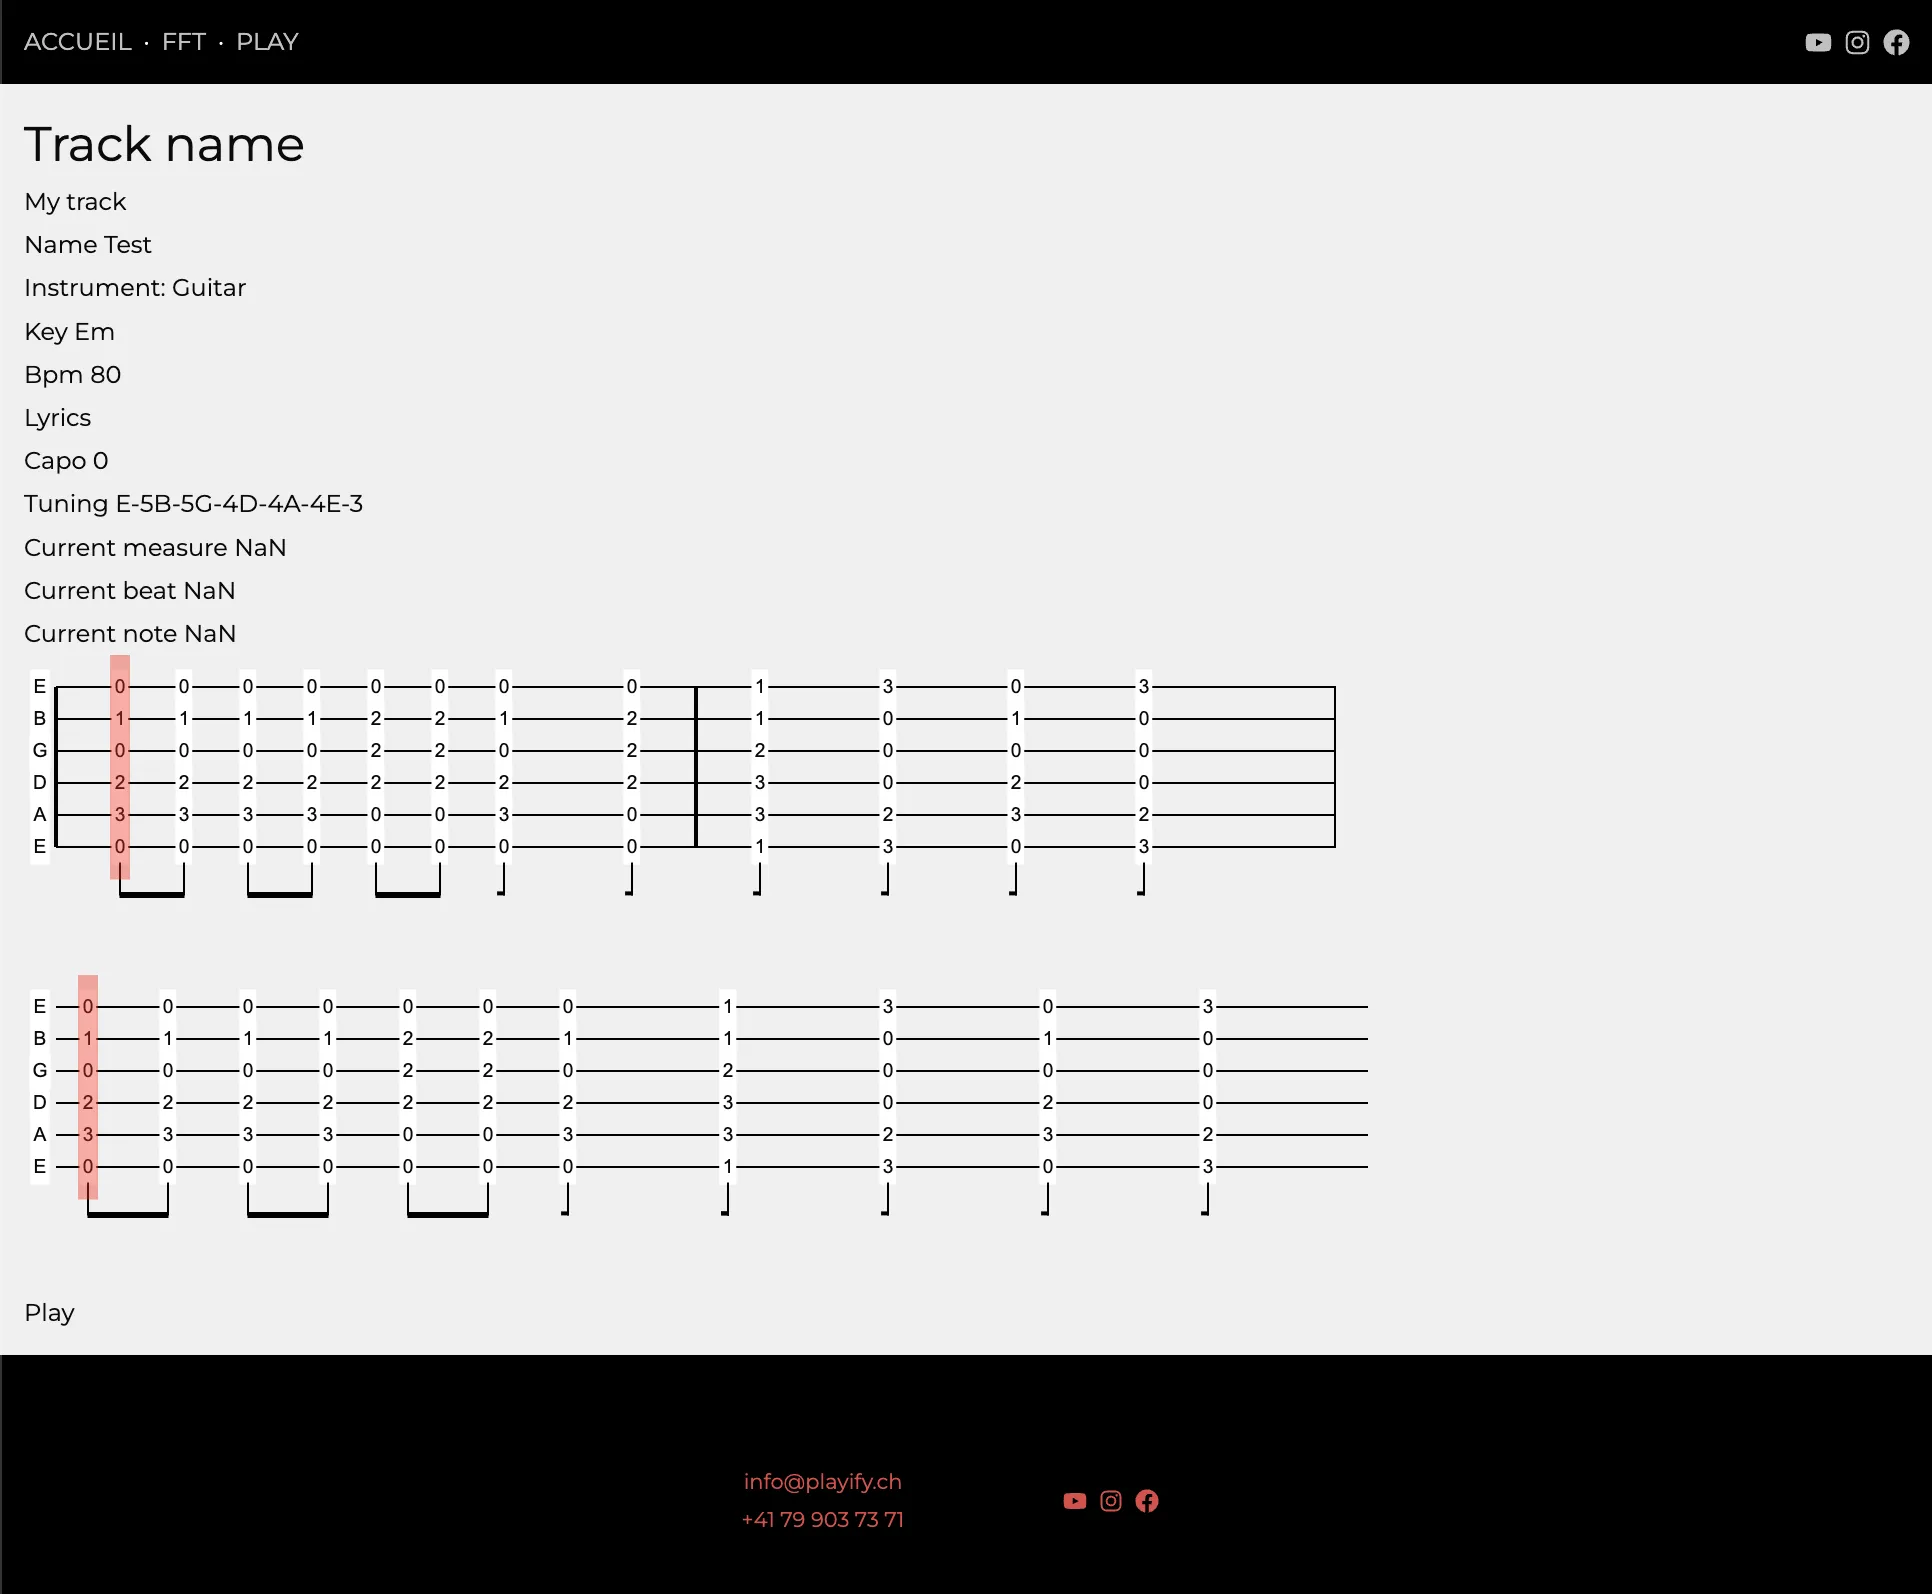 ACCUEIL · FFT · PLAY
Track name
My track
Name Test
Instrument: Guitar
Key Em
Bpm 80
Lyrics
Capo 0
Tuning E-5B-5G-4D-4A-4E-3
Current measure NaN
Current beat NaN
Current note NaN
E 0 0 0 0 0 0 0 0 1 3 0 3
B 1 1 1 1 2 2 1 2 1 0 1 0
G 0 0 0 0 2 2 0 2 2 0 0 0
D 2 2 2 2 2 2 2 2 3 0 2 0
A 3 3 3 3 0 0 3 0 3 2 3 2
E 0 0 0 0 0 0 0 0 1 3 0 3
E 0 0 0 0 0 0 0 1 3 0 3
B 1 1 1 1 2 2 1 1 0 1 0
G 0 0 0 0 2 2 0 2 0 0 0
D 2 2 2 2 2 2 2 3 0 2 0
A 3 3 3 3 0 0 3 3 2 3 2
E 0 0 0 0 0 0 0 1 3 0 3
Play
info@playify.ch
+41 79 903 73 71